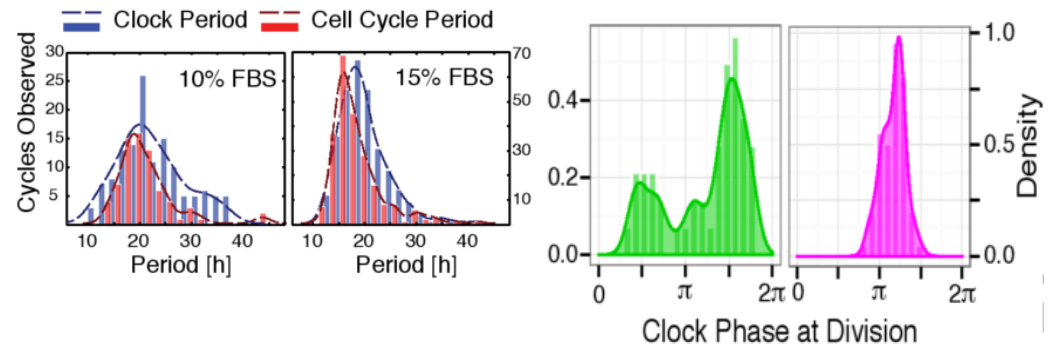 Clock Period
Cell Cycle Period
10% FBS
15% FBS
Cycles Observed
30
25
20
15
10
5
10 20 30 40
Period [h]
70
50
30
10
10 20 30 40
Period [h]
0.4
0.2
0.0
0 π 2π
0 π 2π
1.0
0.5
0.0
Density
Clock Phase at Division